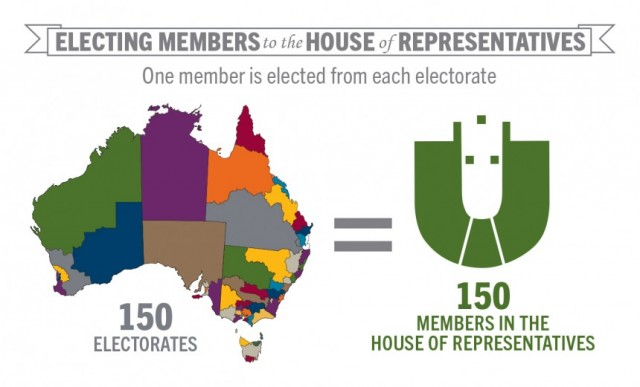 ELECTING MEMBERS to the HOUSE of REPRESENTATIVES
One member is elected from each electorate
150
ELECTORATES
150
MEMBERS IN THE
HOUSE OF REPRESENTATIVES